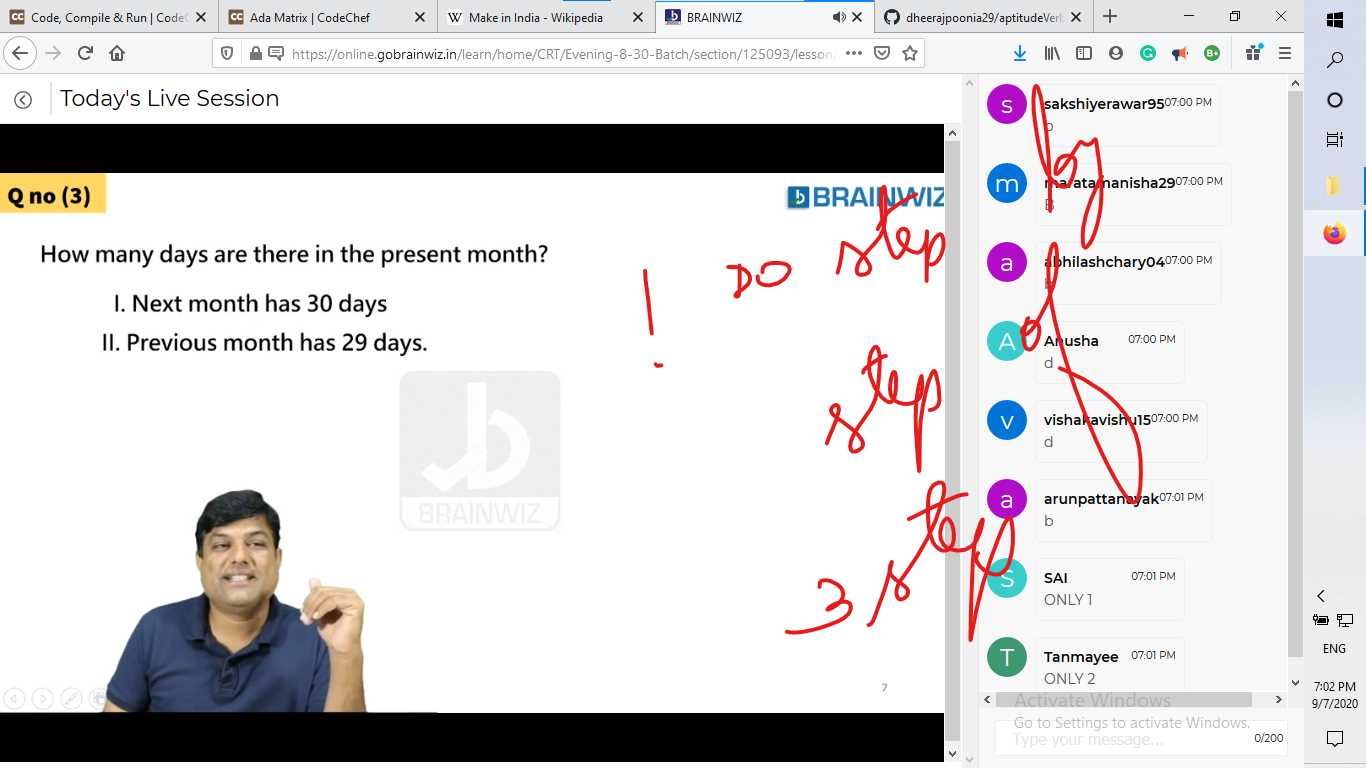 Code, Compile & Run | CodeC
Ada Matrix | CodeChef
Make in India - Wikipedia
BRAINWIZ
dheerajpoonia29/aptitudeVerb
https://online.gobrainwiz.in/learn/home/CRT/Evening-8-30-Batch/section/125093/lesson/
Today's Live Session
Q no (3)
BRAINWIZ
How many days are there in the present month?
I. Next month has 30 days
II. Previous month has 29 days.
BRAINWIZ
7
! DO step
step
3 step
by
s
sakshiyerawar95 07:00 PM
b
m
maratamanisha29 07:00 PM
B
a
abhilashchary04 07:00 PM
b
A
Anusha 07:00 PM
d
v
vishakavishu15 07:00 PM
d
a
arunpattanayak 07:01 PM
b
S
SAI 07:01 PM
ONLY 1
T
Tanmayee 07:01 PM
ONLY 2
Activate Windows
Go to Settings to activate Windows.
Type your message...
0/200
ENG
7:02 PM
9/7/2020